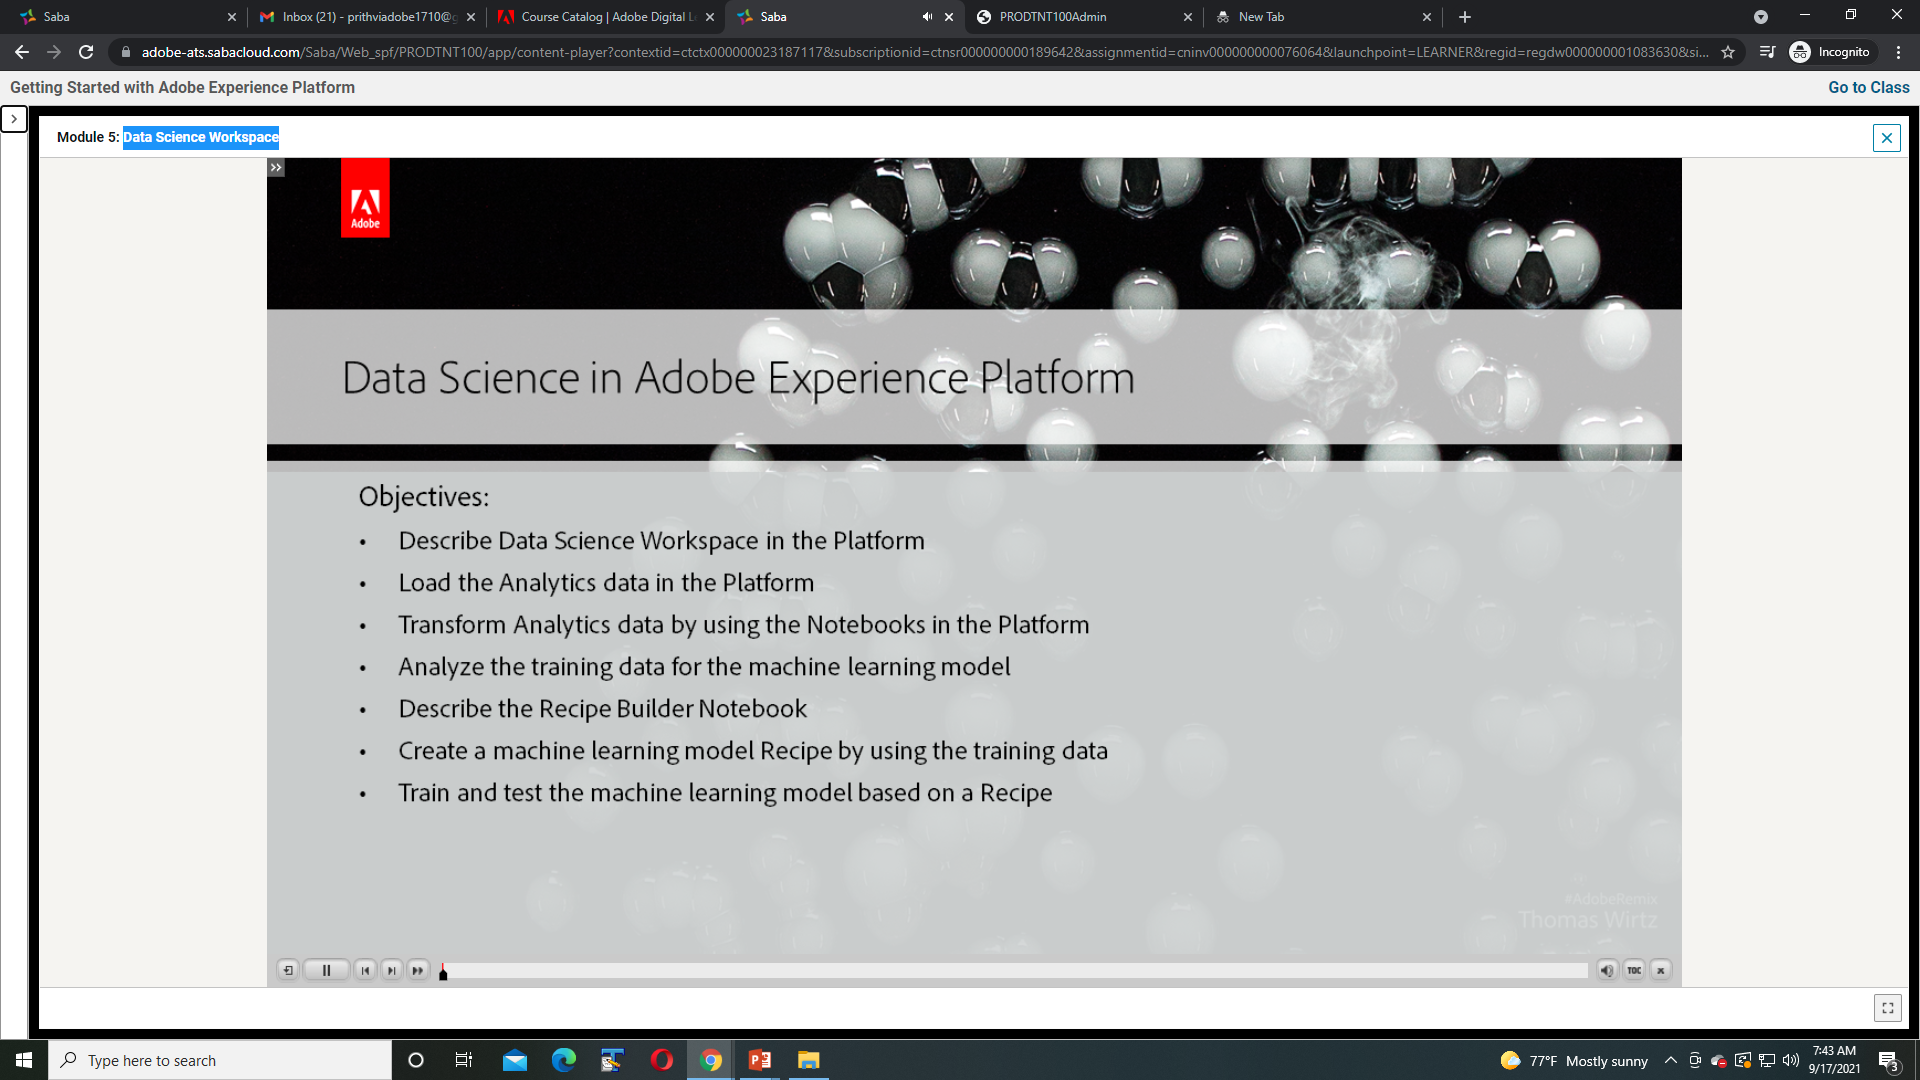 Saba
Inbox (21) - prithviadobe1710@g
Course Catalog | Adobe Digital L
Saba
PRODTNT100Admin
New Tab
adobe-ats.sabacloud.com/Saba/Web_spf/PRODTNT100/app/content-player?contextid=ctctx000000023187117&subscriptionid=ctnsr000000000189642&assignmentid=cninv000000000076064&launchpoint=LEARNER&regid=regdw000000001083630&si...
Incognito
Getting Started with Adobe Experience Platform
Go to Class
Module 5: Data Science Workspace
Adobe
Data Science in Adobe Experience Platform
Objectives:
• Describe Data Science Workspace in the Platform
• Load the Analytics data in the Platform
• Transform Analytics data by using the Notebooks in the Platform
• Analyze the training data for the machine learning model
• Describe the Recipe Builder Notebook
• Create a machine learning model Recipe by using the training data
• Train and test the machine learning model based on a Recipe
#AdobeRemix
Thomas Wirtz
TOC
Type here to search
77°F Mostly sunny
7:43 AM
9/17/2021
3